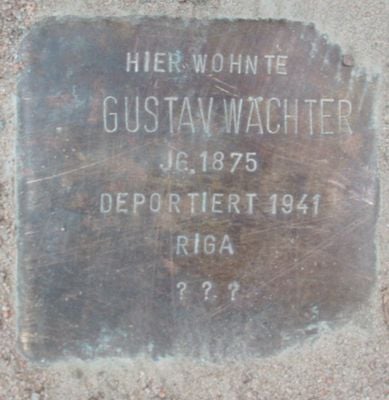 HIER WOHNTE
GUSTAV WÄCHTER
JG. 1875
DEPORTIERT 1941
RIGA
? ? ?